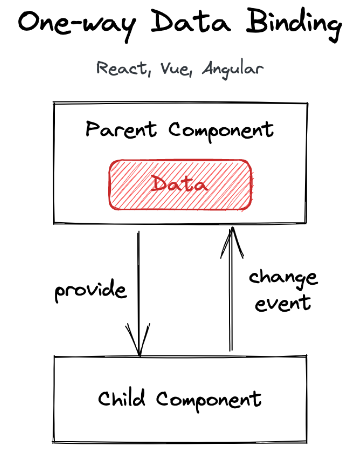 One-way Data Binding
React, Vue, Angular
Parent Component
Data
provide
change
event
Child Component